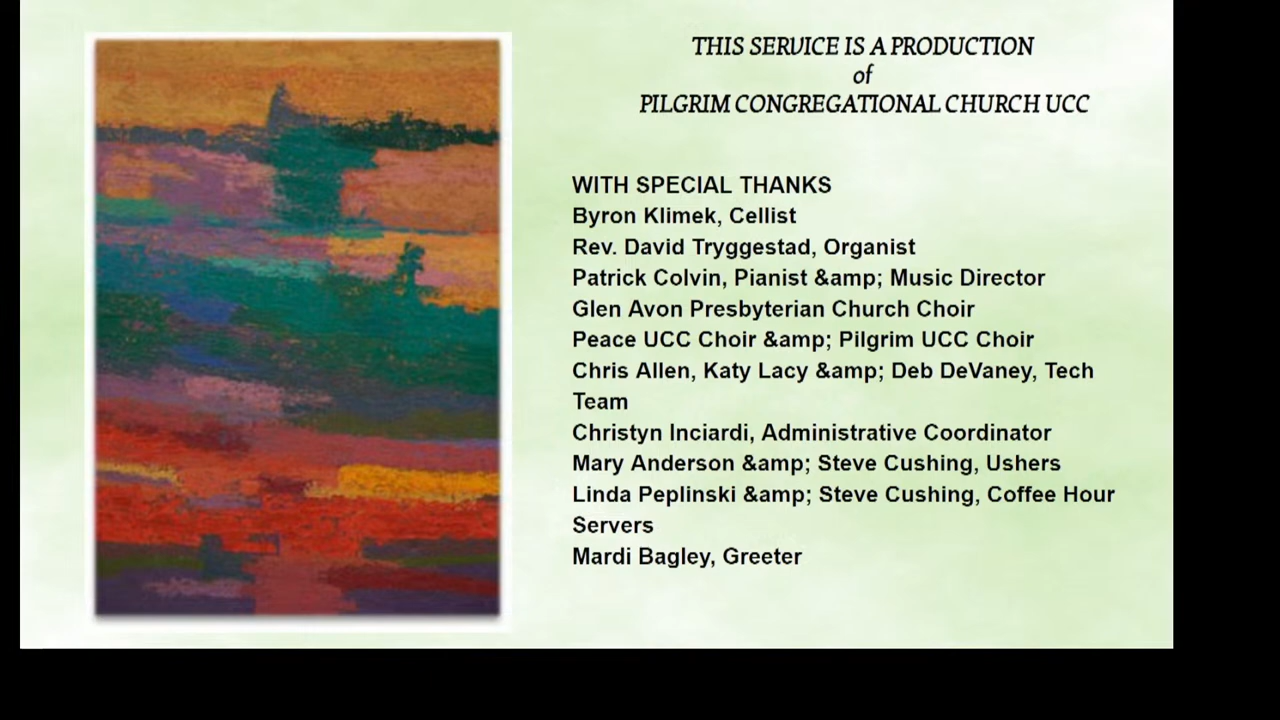 THIS SERVICE IS A PRODUCTION
of
PILGRIM CONGREGATIONAL CHURCH UCC
WITH SPECIAL THANKS
Byron Klimek, Cellist
Rev. David Tryggestad, Organist
Patrick Colvin, Pianist &amp; Music Director
Glen Avon Presbyterian Church Choir
Peace UCC Choir &amp; Pilgrim UCC Choir
Chris Allen, Katy Lacy &amp; Deb DeVaney, Tech
Team
Christyn Inciardi, Administrative Coordinator
Mary Anderson &amp; Steve Cushing, Ushers
Linda Peplinski &amp; Steve Cushing, Coffee Hour
Servers
Mardi Bagley, Greeter